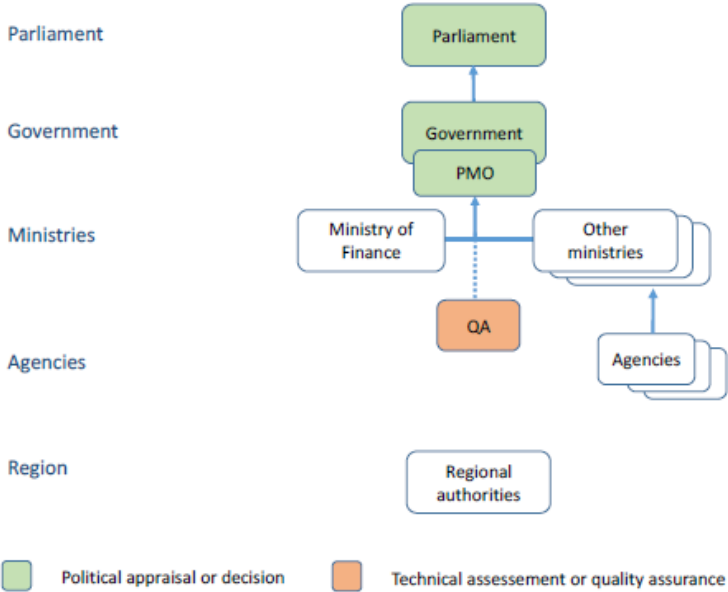 Parliament
Parliament
Government
Government
PMO
Ministries
Ministry of
Finance
Other
ministries
QA
Agencies
Agencies
Region
Regional
authorities
Political appraisal or decision
Technical assessement or quality assurance